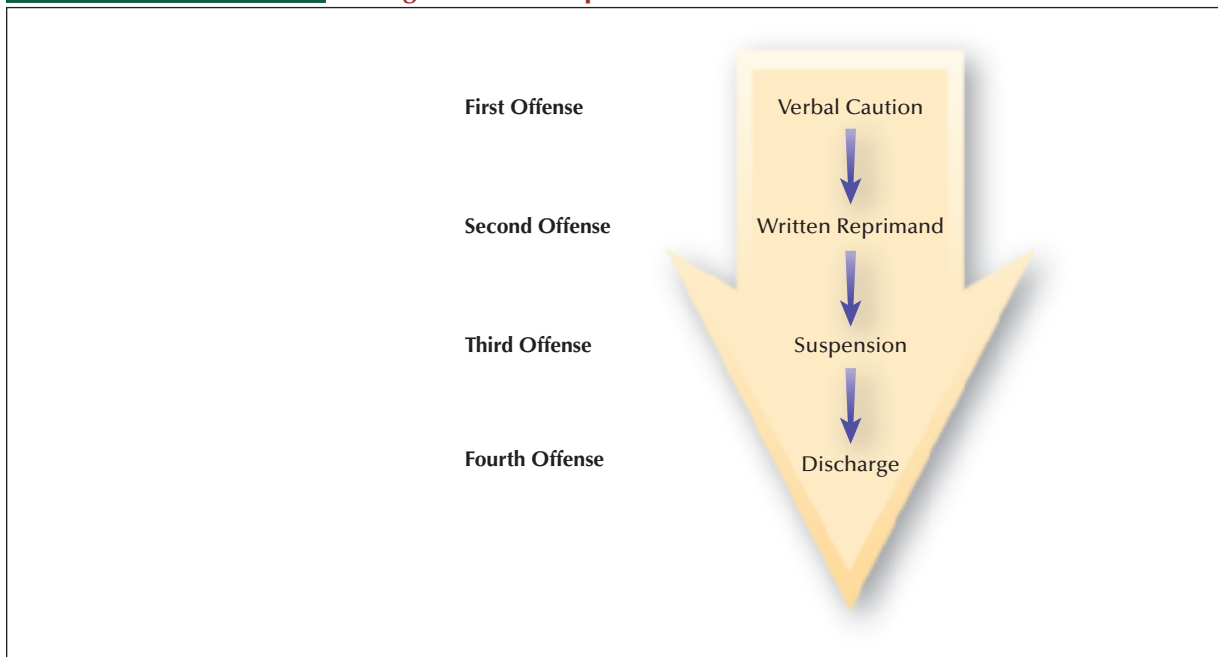 First Offense Verbal Caution
Second Offense Written Reprimand
Third Offense Suspension
Fourth Offense Discharge